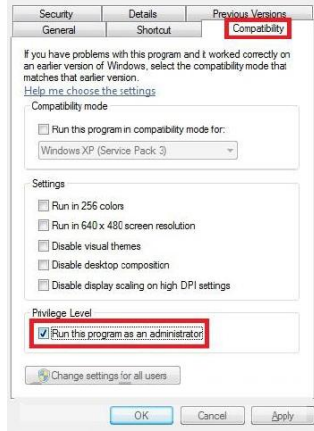 Security Details Previous Versions
General Shortcut Compatibility
If you have problems with this program and it worked correctly on
an earlier version of Windows, select the compatibility mode that
matches that earlier version.
Help me choose the settings
Compatibility mode
Run this program in compatibility mode for:
Windows XP (Service Pack 3)
Settings
Run in 256 colors
Run in 640 x 480 screen resolution
Disable visual themes
Disable desktop composition
Disable display scaling on high DPI settings
Privilege Level
Run this program as an administrator
Change settings for all users
OK Cancel Apply